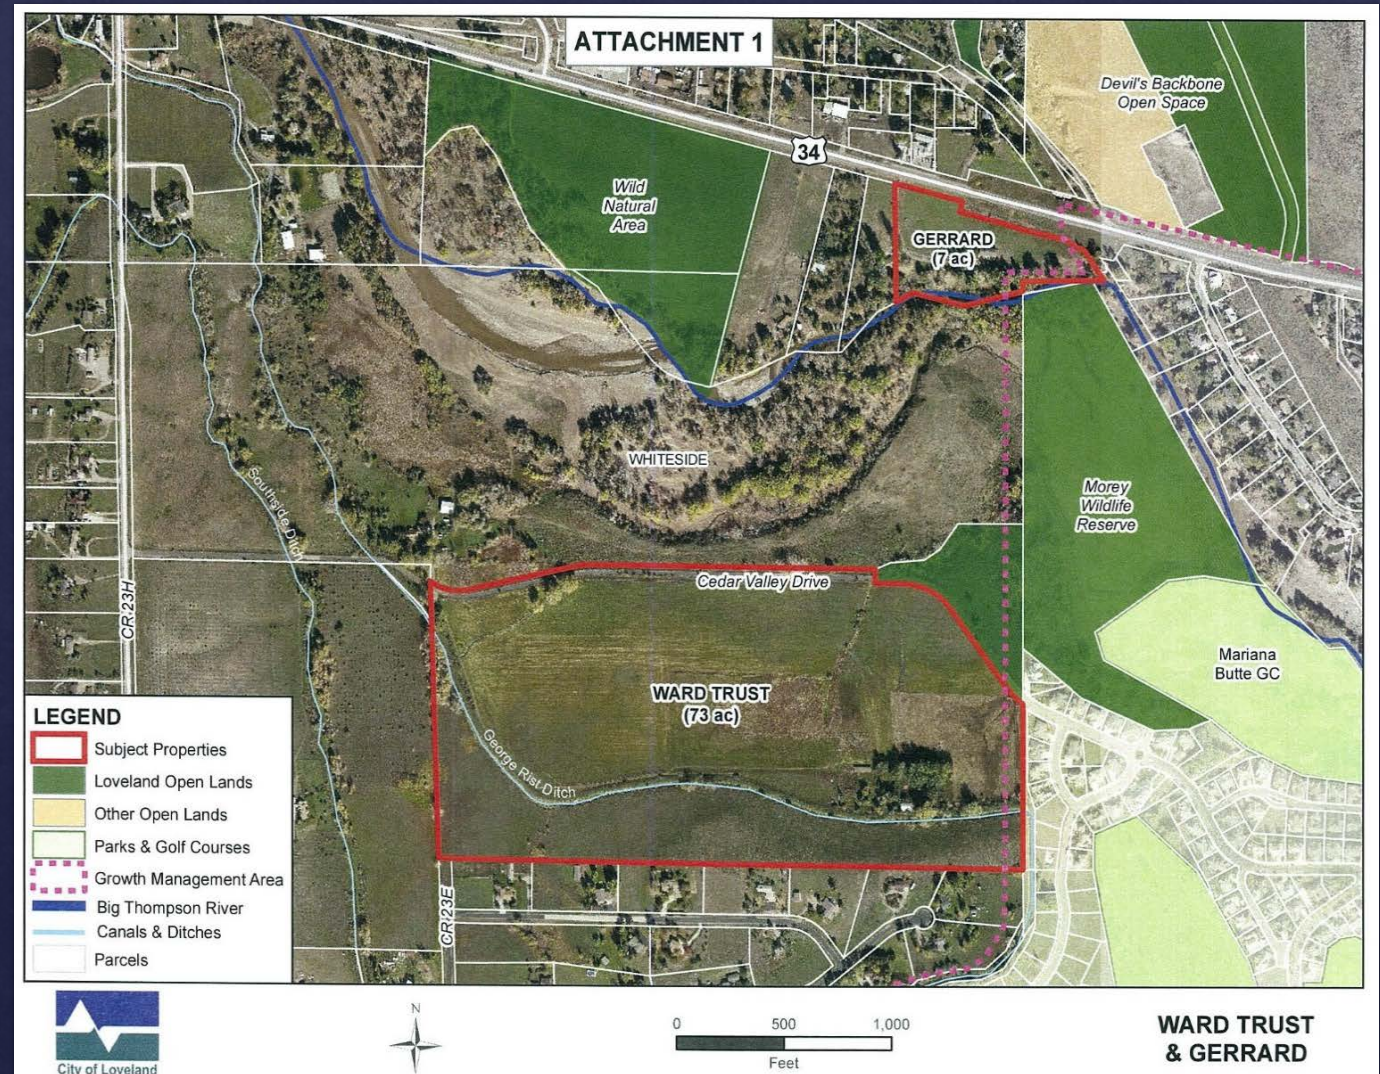 ATTACHMENT 1
Devil's Backbone
Open Space
34
Wild
Natural
Area
GERRARD
(7 ac)
WHITESIDE
Morey
Wildlife
Reserve
Southside Ditch
CR 23H
Cedar Valley Drive
Mariana
Butte GC
WARD TRUST
(73 ac)
George Rist Ditch
CR 23E
LEGEND
Subject Properties
Loveland Open Lands
Other Open Lands
Parks & Golf Courses
Growth Management Area
Big Thompson River
Canals & Ditches
Parcels
City of Loveland
N
0 500 1,000
Feet
WARD TRUST
& GERRARD